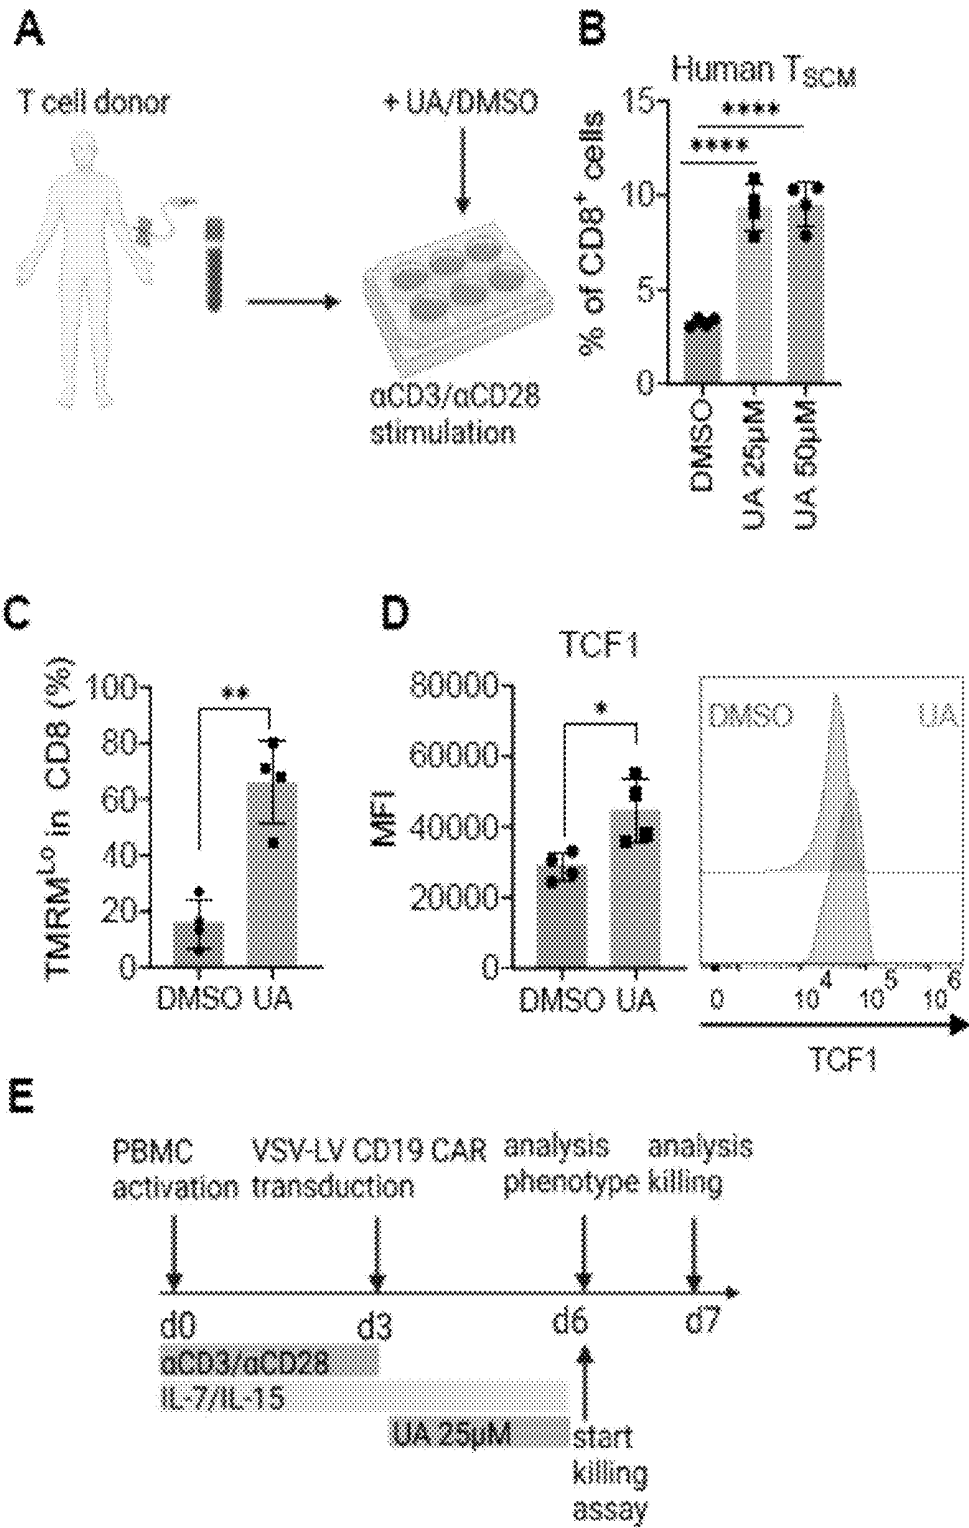 A
T cell donor
+ UA/DMSO
αCD3/αCD28
stimulation
B
Human TSCM
% of CD8+ cells
15
10
5
0
****
****
DMSO
UA 25µM
UA 50µM
C
TMRMLo in CD8 (%)
100
80
60
40
20
0
**
DMSO UA
D
TCF1
MFI
80000
60000
40000
20000
0
*
DMSO UA
DMSO UA
0 10^4 10^5 10^6
TCF1
E
PBMC
activation
VSV-LV CD19 CAR
transduction
analysis
phenotype
analysis
killing
d0 d3 d6 d7
αCD3/αCD28
IL-7/IL-15
UA 25µM
start
killing
assay